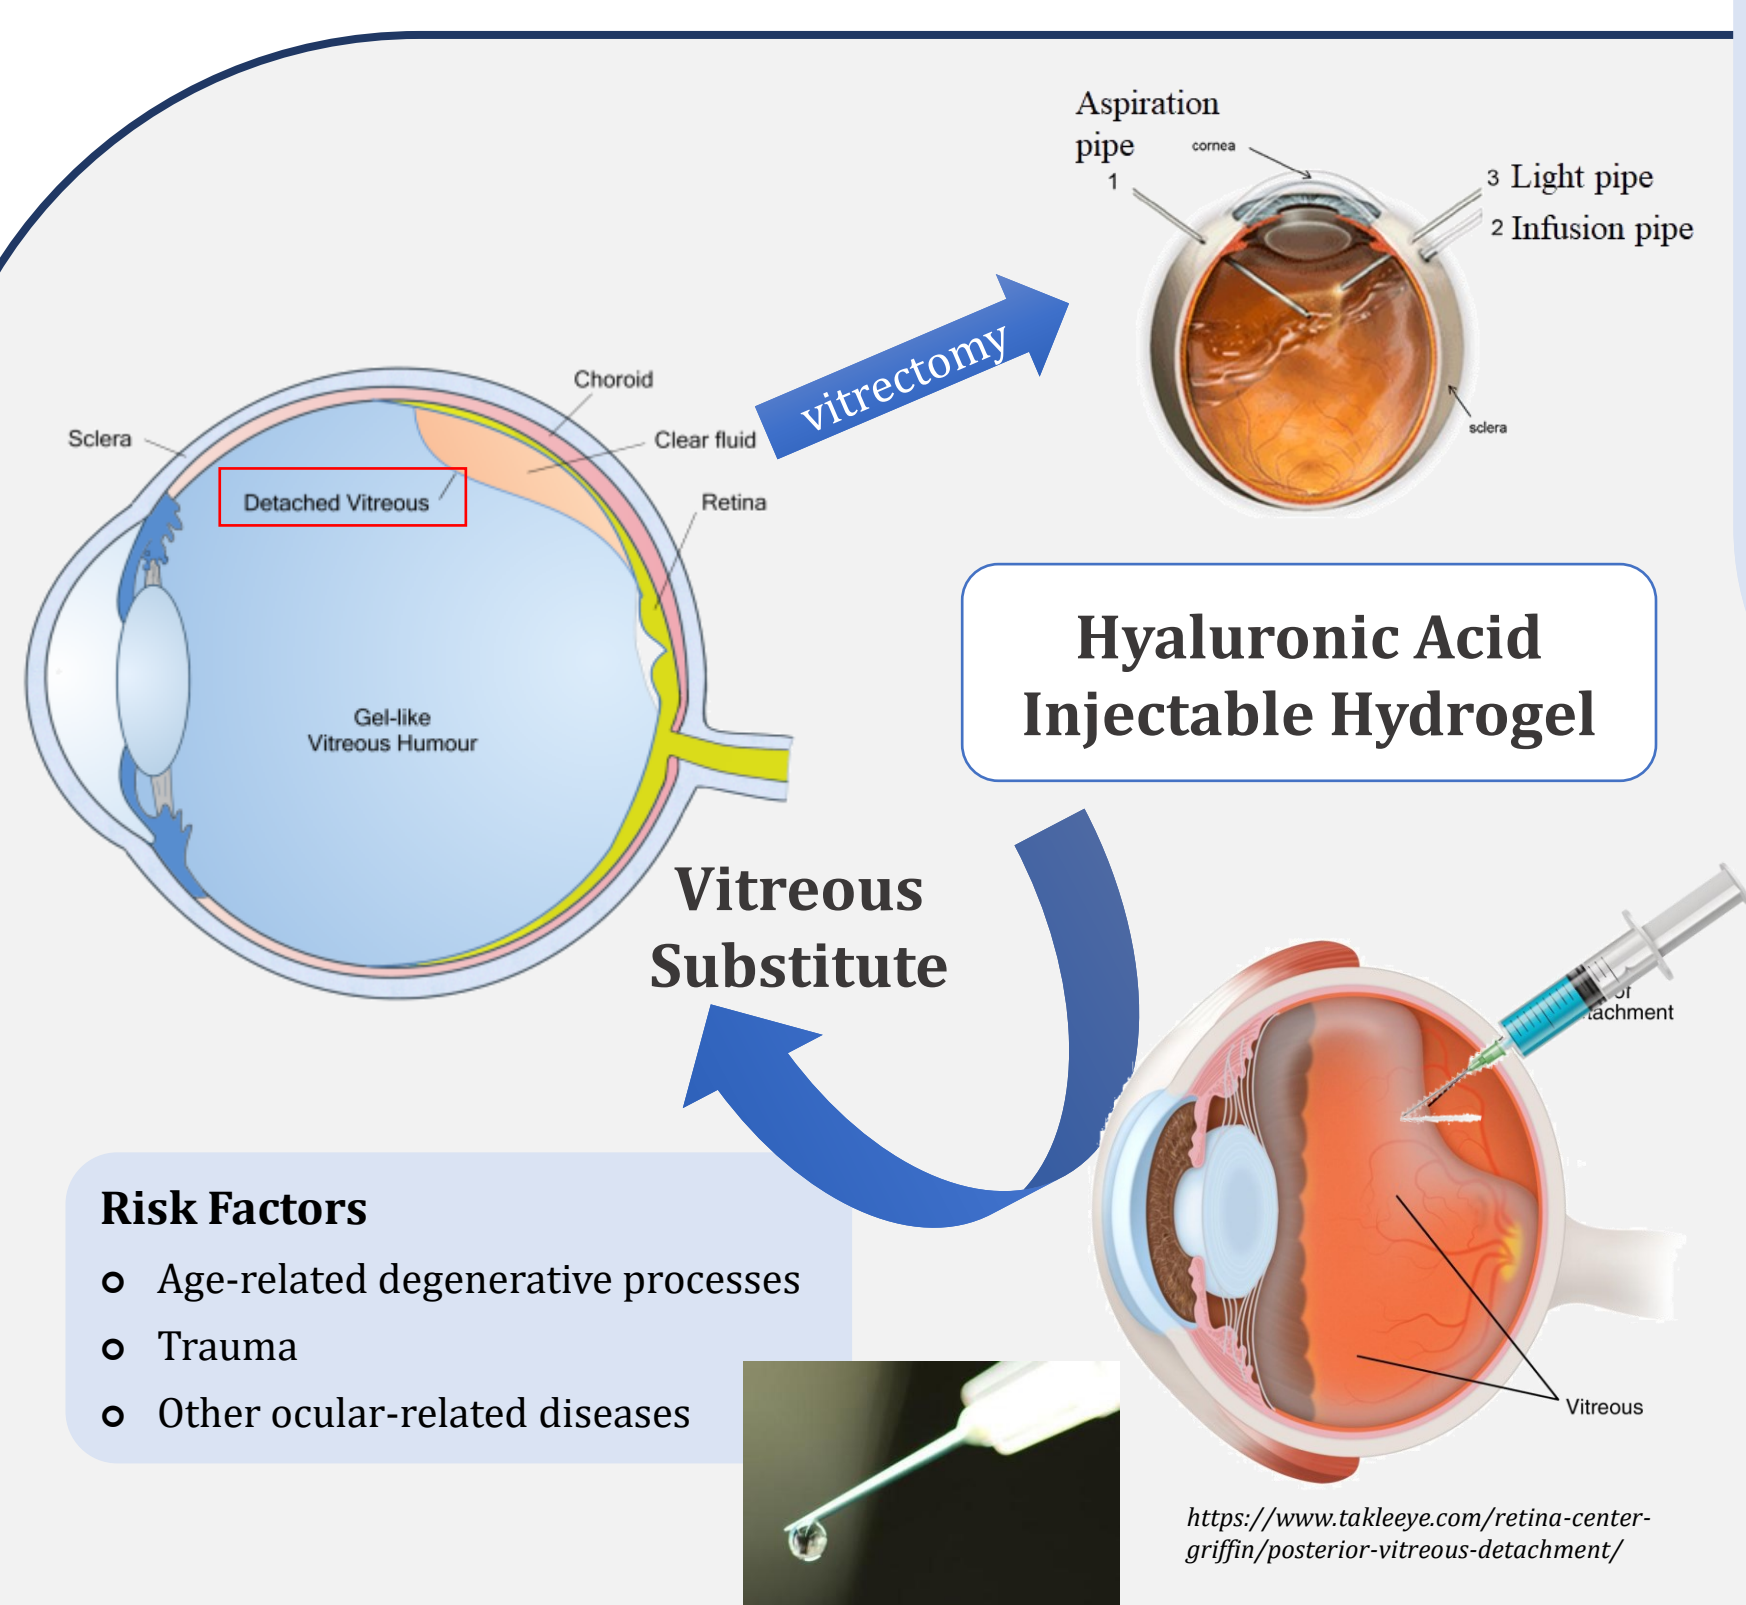 Aspiration
pipe
cornea
1
3 Light pipe
2 Infusion pipe
sclera
vitrectomy
Choroid
Sclera
Clear fluid
Detached Vitreous
Retina
Gel-like
Vitreous Humour
Hyaluronic Acid
Injectable Hydrogel
Vitreous
Substitute
of
tachment
Vitreous
Risk Factors
Age-related degenerative processes
Trauma
Other ocular-related diseases
https://www.takleeye.com/retina-center-
griffin/posterior-vitreous-detachment/